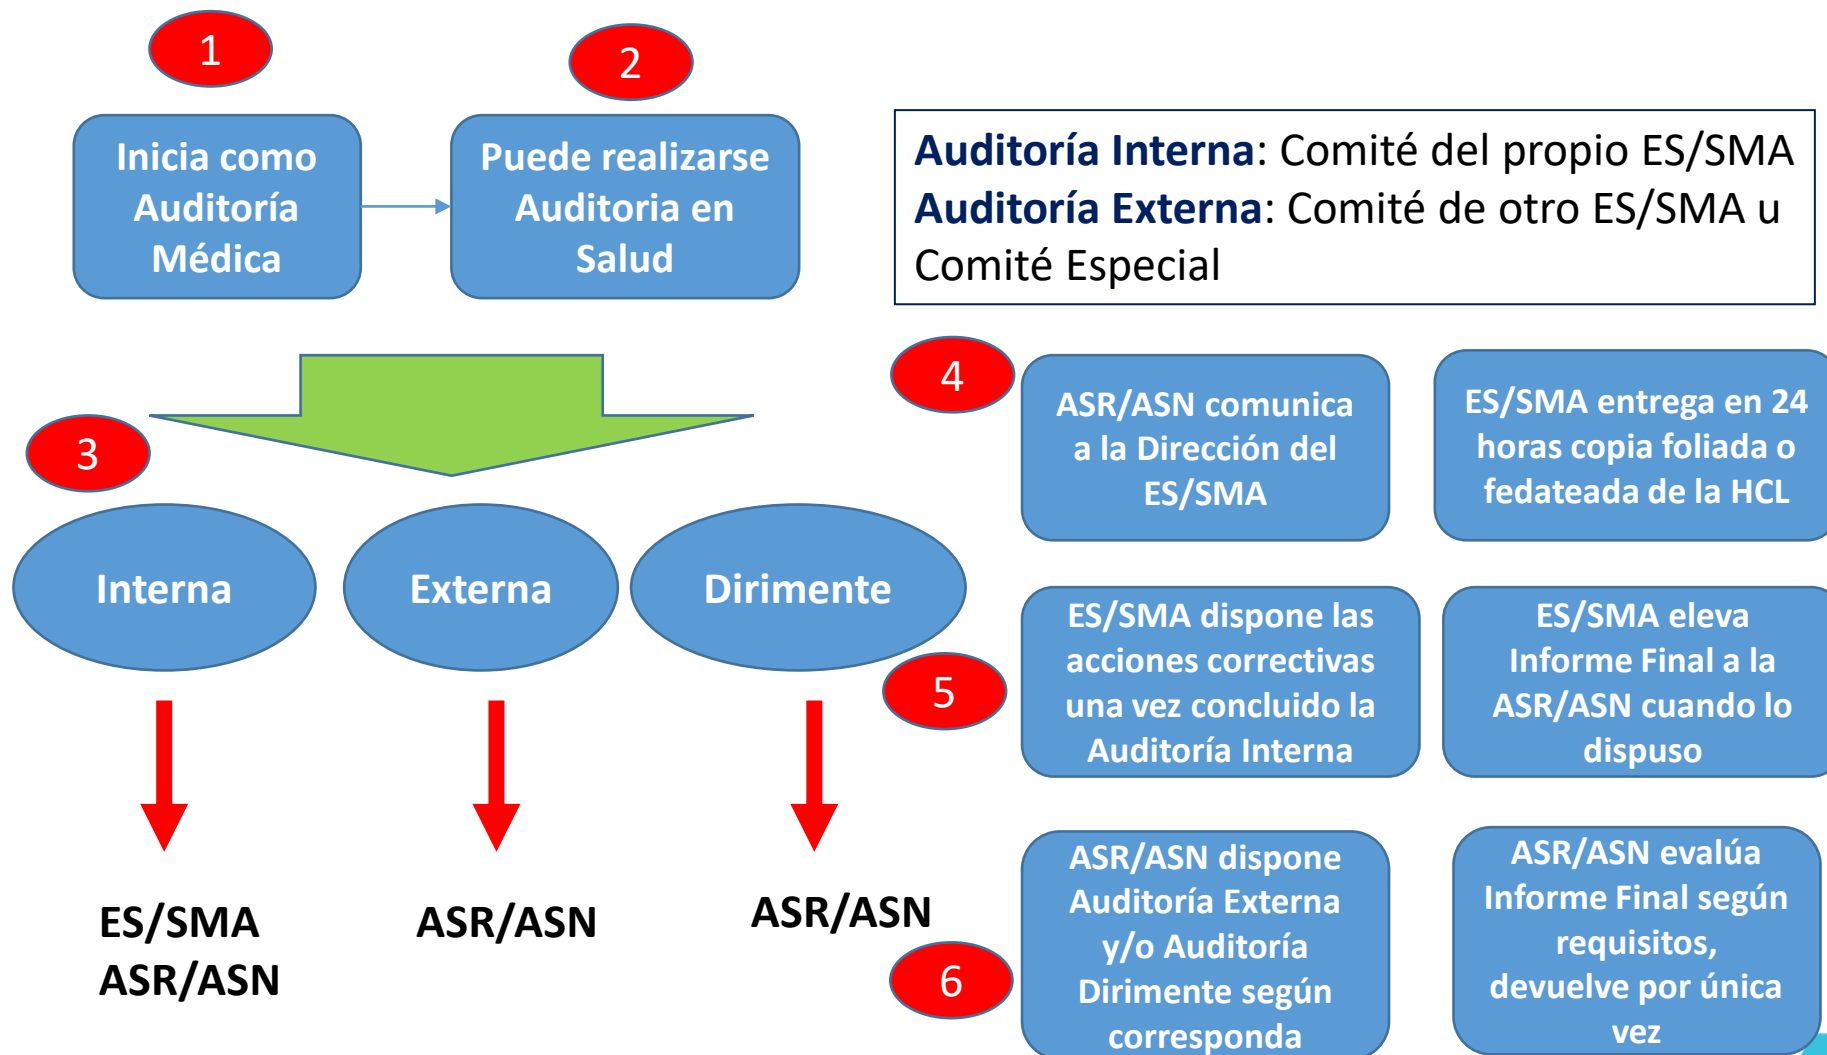 1
Inicia como
Auditoría
Médica
2
Puede realizarse
Auditoria en
Salud
Auditoría Interna: Comité del propio ES/SMA
Auditoría Externa: Comité de otro ES/SMA u
Comité Especial
3
Interna
Externa
Dirimente
ES/SMA
ASR/ASN
ASR/ASN
ASR/ASN
4
ASR/ASN comunica
a la Dirección del
ES/SMA
ES/SMA entrega en 24
horas copia foliada o
fedateada de la HCL
5
ES/SMA dispone las
acciones correctivas
una vez concluido la
Auditoría Interna
ES/SMA eleva
Informe Final a la
ASR/ASN cuando lo
dispuso
6
ASR/ASN dispone
Auditoría Externa
y/o Auditoría
Dirimente según
corresponda
ASR/ASN evalúa
Informe Final según
requisitos,
devuelve por única
vez